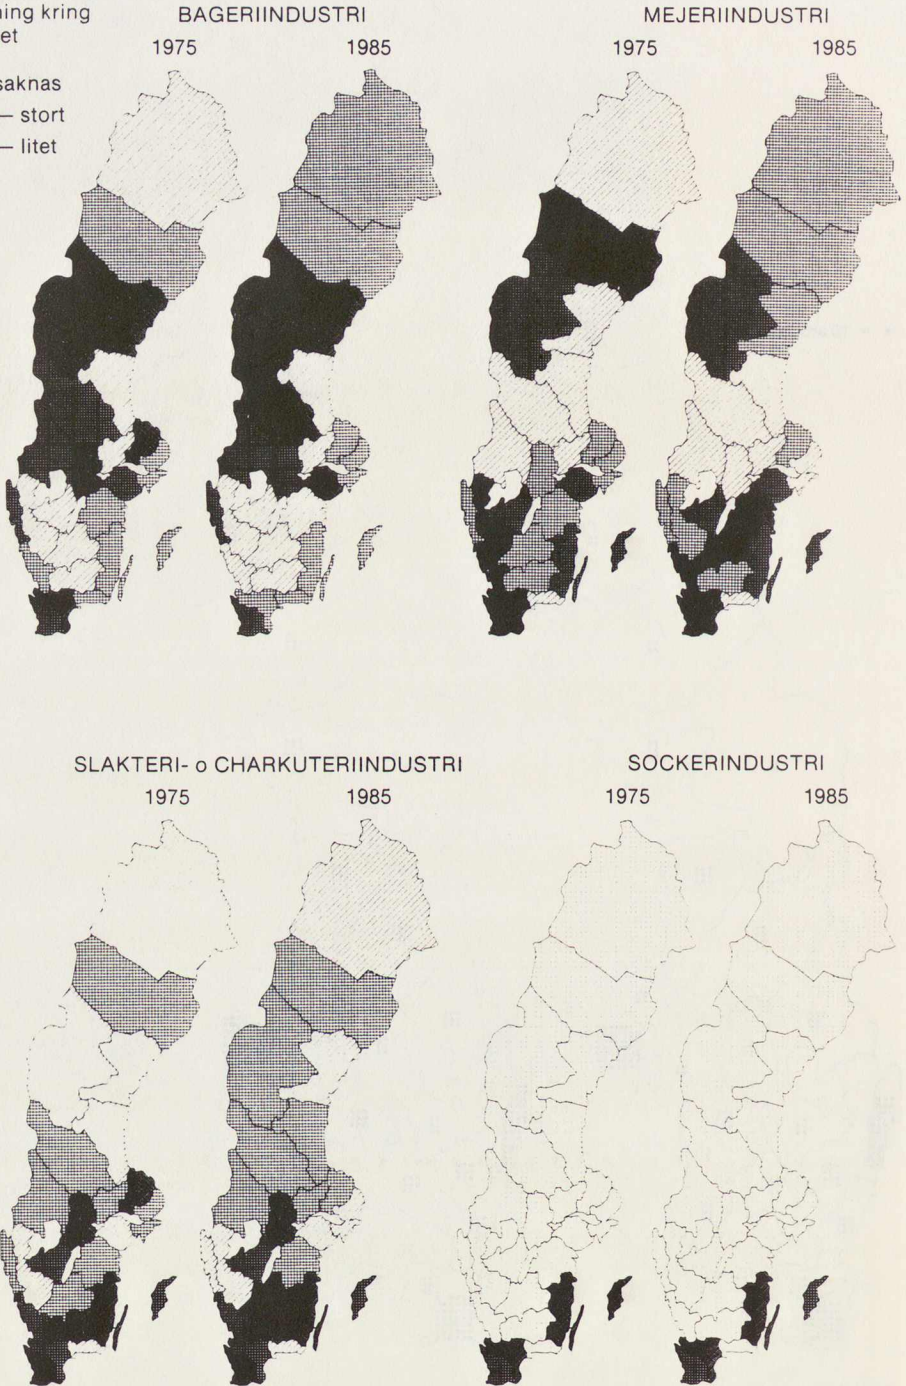 ning kring
et
saknas
— stort
— litet
BAGERIINDUSTRI
1975 1985
MEJERIINDUSTRI
1975 1985
SLAKTERI- o CHARKUTERIINDUSTRI
1975 1985
SOCKERINDUSTRI
1975 1985